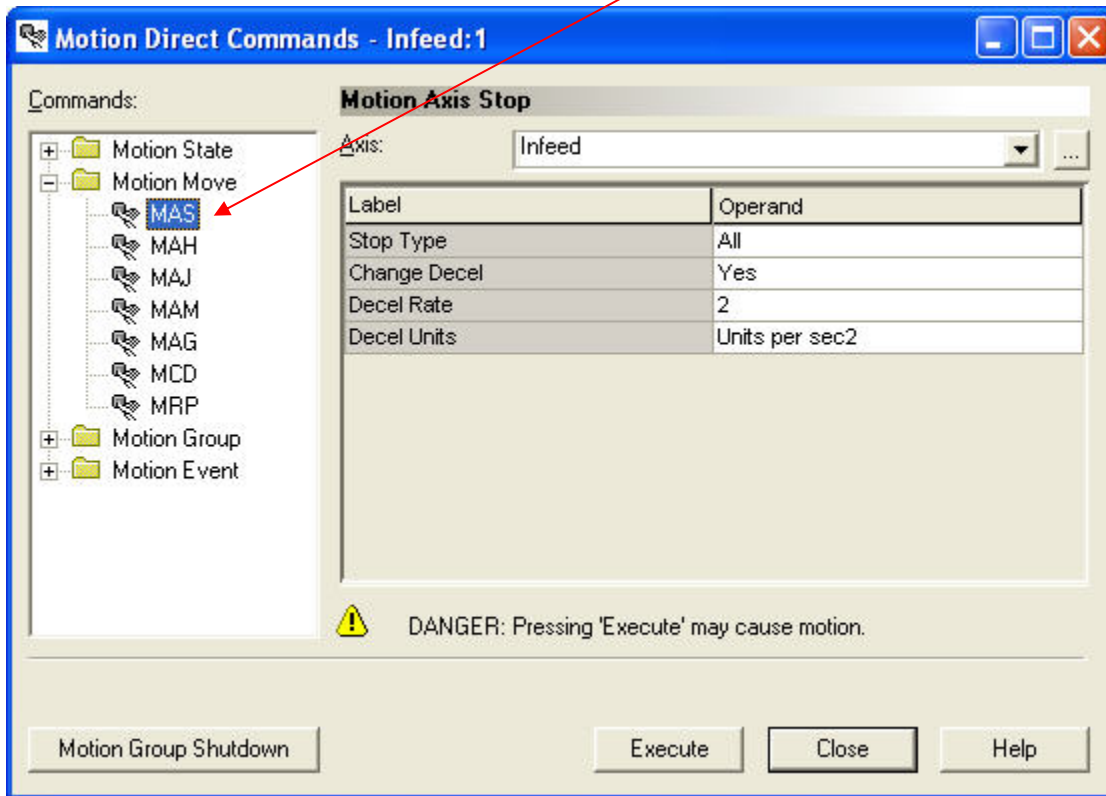 Motion Direct Commands - Infeed:1
Commands:
Motion State
Motion Move
MAS
MAH
MAJ
MAM
MAG
MCD
MRP
Motion Group
Motion Event
Motion Axis Stop
Axis: Infeed ...
Label Operand
Stop Type All
Change Decel Yes
Decel Rate 2
Decel Units Units per sec2
DANGER: Pressing 'Execute' may cause motion.
Motion Group Shutdown Execute Close Help